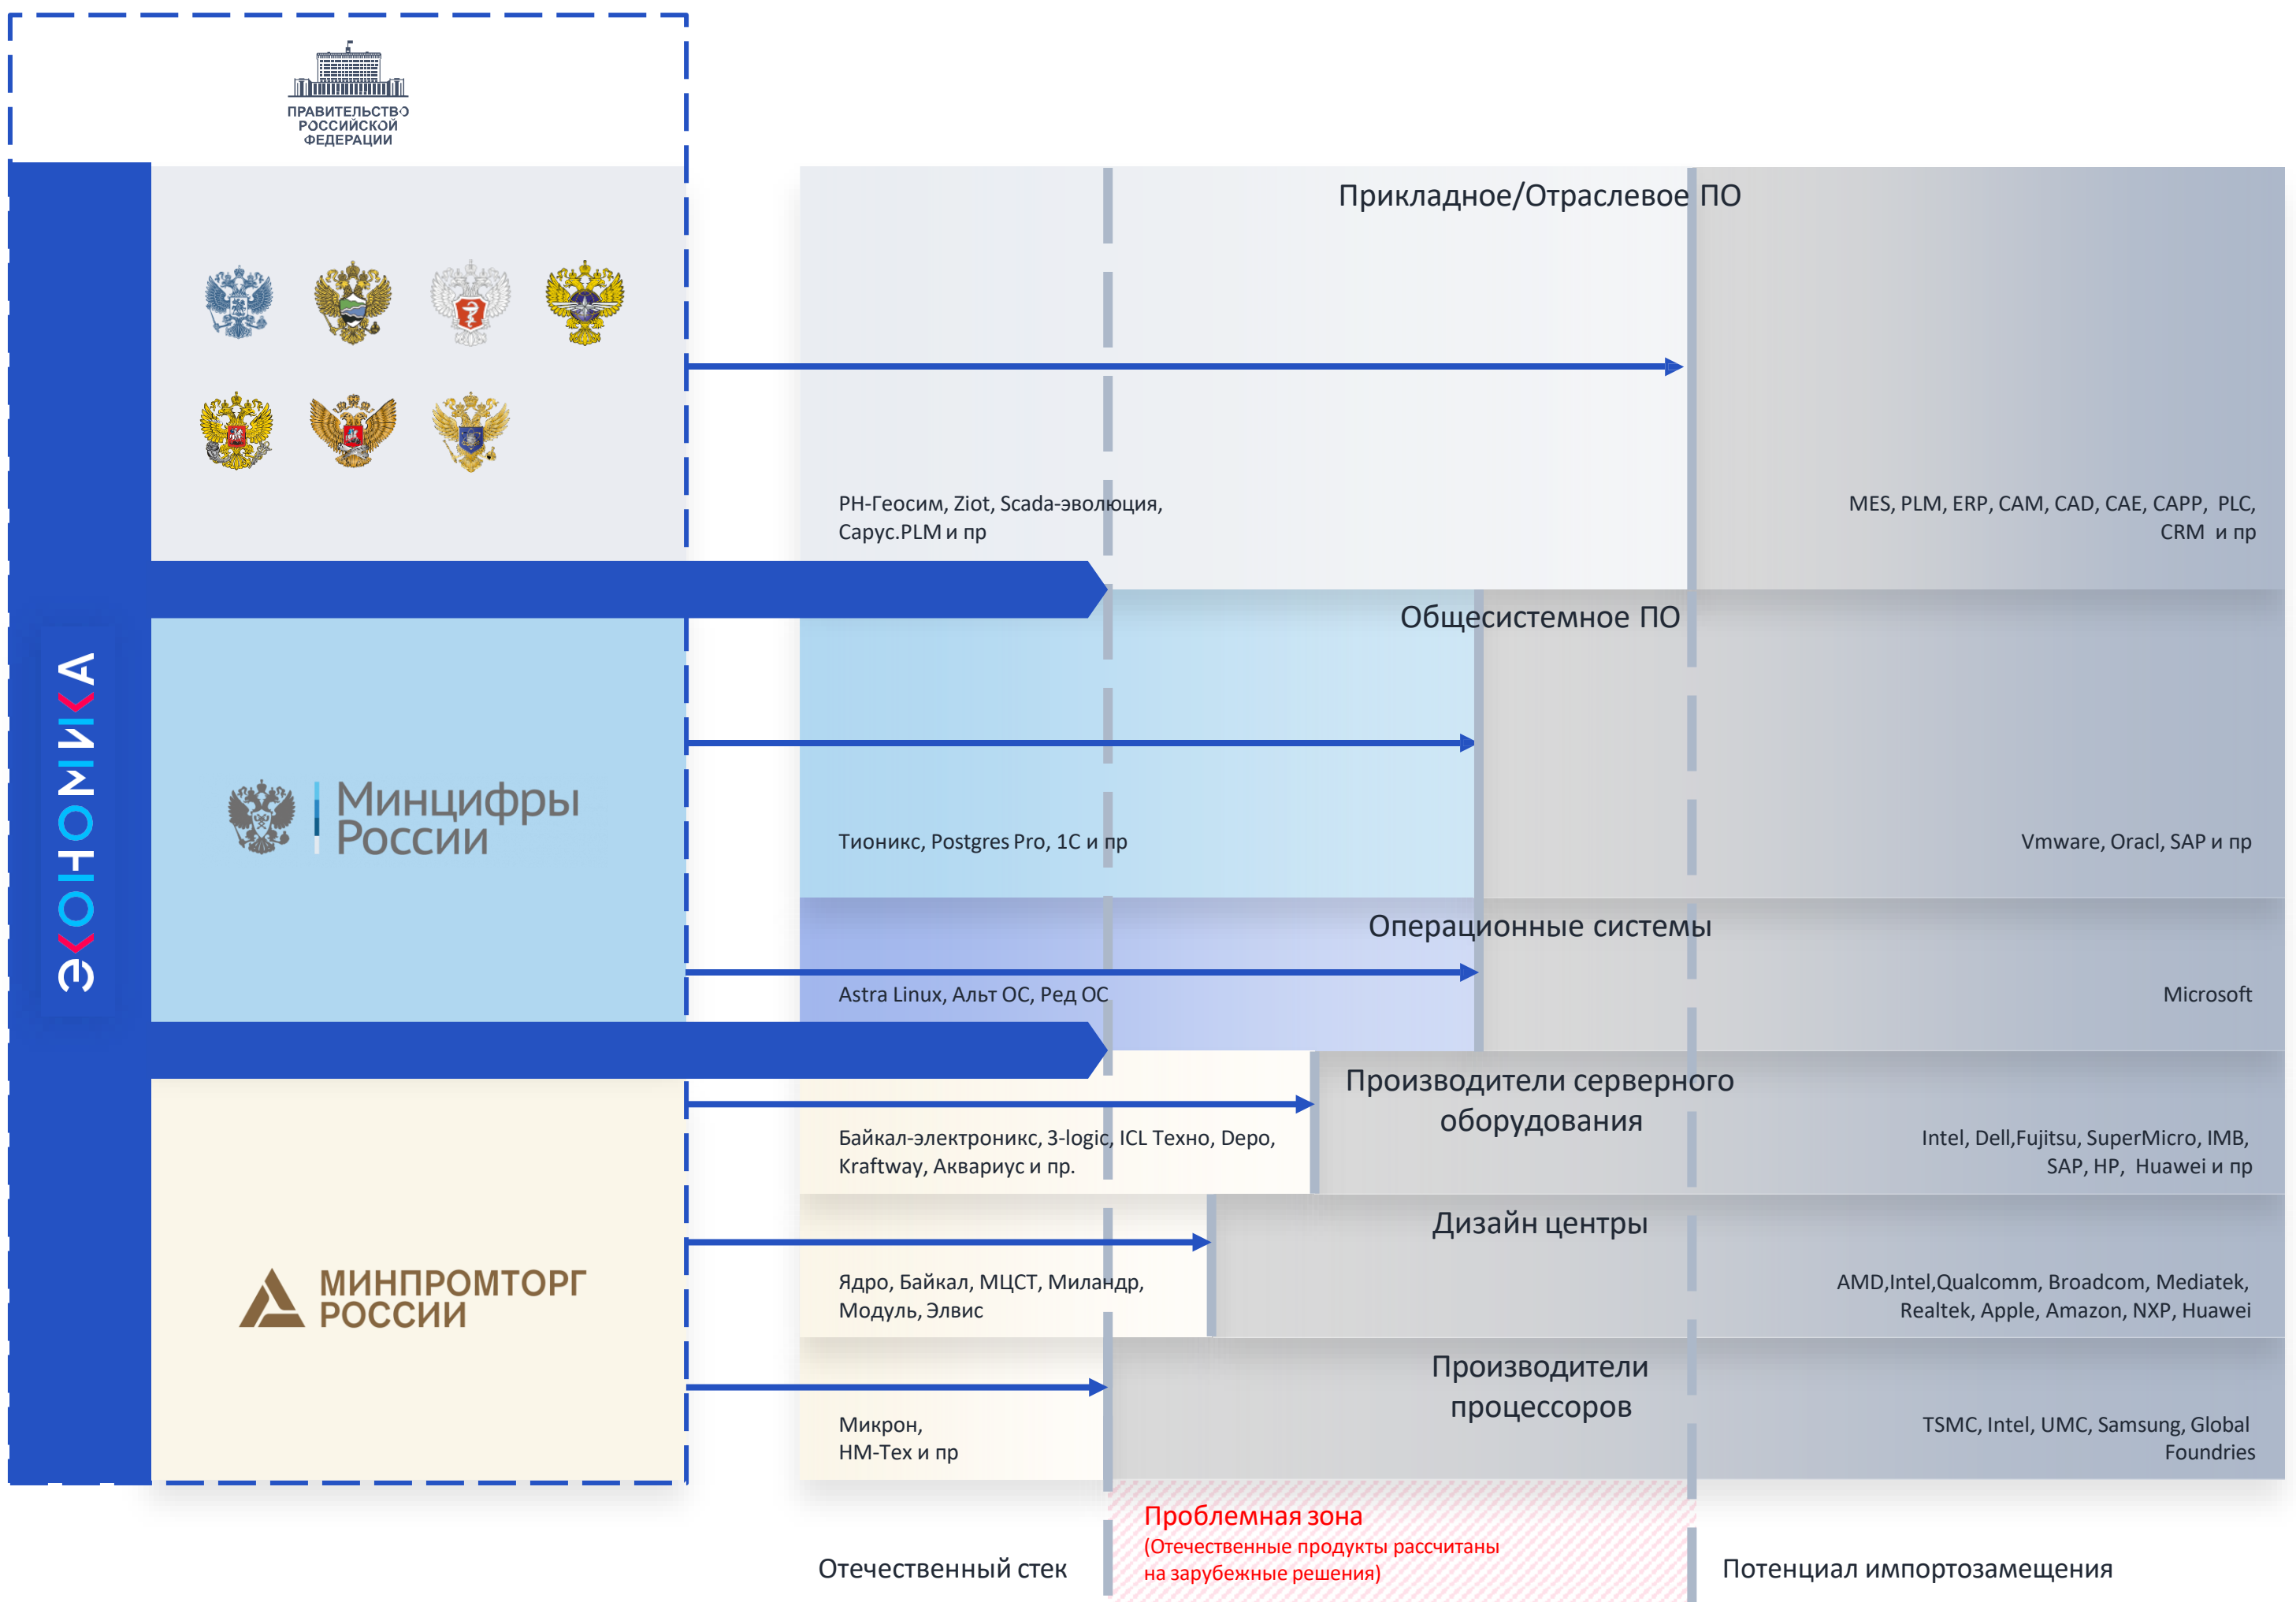 ПРАВИТЕЛЬСТВО
РОССИЙСКОЙ
ФЕДЕРАЦИИ
ЭКОНОМИКА
Прикладное/Отраслевое ПО
РН-Геосим, Ziot, Scada-эволюция,
Сарус.PLM и пр
MES, PLM, ERP, CAM, CAD, CAE, CAPP, PLC,
CRM и пр
Минцифры
России
Общесистемное ПО
Тионикс, Postgres Pro, 1С и пр
Vmware, Oracl, SAP и пр
Операционные системы
Astra Linux, Альт ОС, Ред ОС
Microsoft
МИНПРОМТОРГ
РОССИИ
Производители серверного
оборудования
Байкал-электроникс, 3-logic, ICL Техно, Depo,
Kraftway, Аквариус и пр.
Intel, Dell,Fujitsu, SuperMicro, IMB,
SAP, HP, Huawei и пр
Дизайн центры
Ядро, Байкал, МЦСТ, Миландр,
Модуль, Элвис
AMD,Intel,Qualcomm, Broadcom, Mediatek,
Realtek, Apple, Amazon, NXP, Huawei
Производители
процессоров
Микрон,
НМ-Тех и пр
TSMC, Intel, UMC, Samsung, Global
Foundries
Отечественный стек
Проблемная зона
(Отечественные продукты рассчитаны
на зарубежные решения)
Потенциал импортозамещения